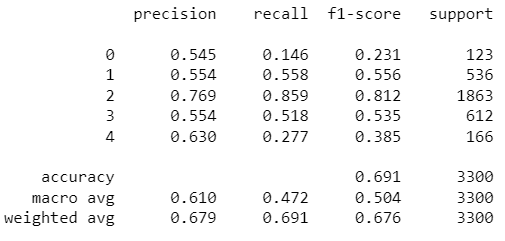 precision recall f1-score support
0 0.545 0.146 0.231 123
1 0.554 0.558 0.556 536
2 0.769 0.859 0.812 1863
3 0.554 0.518 0.535 612
4 0.630 0.277 0.385 166
accuracy 0.691 3300
macro avg 0.610 0.472 0.504 3300
weighted avg 0.679 0.691 0.676 3300